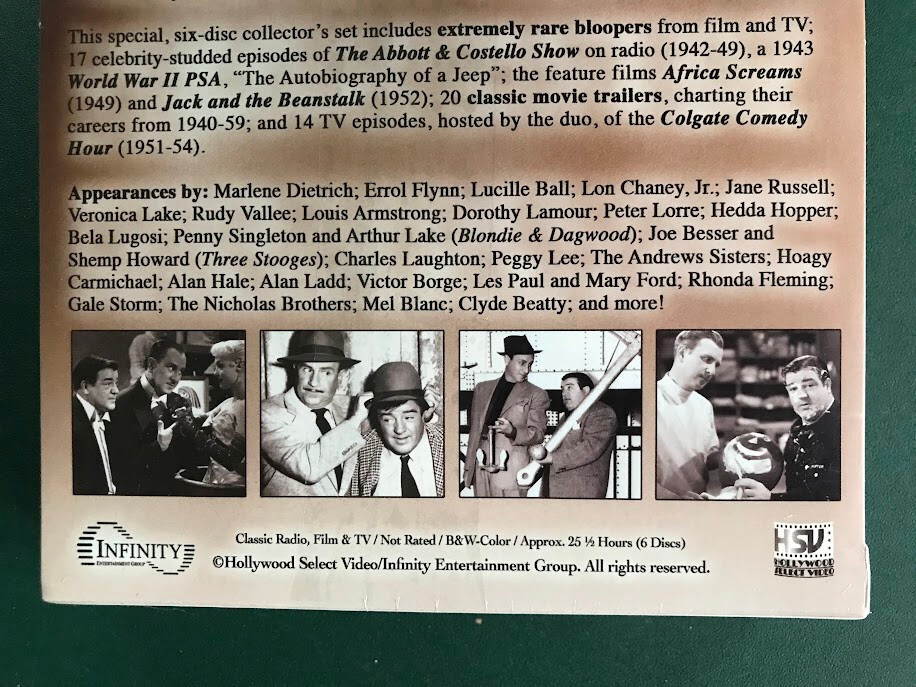 This special, six-disc collector's set includes extremely rare bloopers from film and TV;
17 celebrity-studded episodes of The Abbott & Costello Show on radio (1942-49), a 1943
World War II PSA, “The Autobiography of a Jeep”; the feature films Africa Screams
(1949) and Jack and the Beanstalk (1952); 20 classic movie trailers, charting their
careers from 1940-59; and 14 TV episodes, hosted by the duo, of the Colgate Comedy
Hour (1951-54).
Appearances by: Marlene Dietrich; Errol Flynn; Lucille Ball; Lon Chaney, Jr.; Jane Russell;
Veronica Lake; Rudy Vallee; Louis Armstrong; Dorothy Lamour; Peter Lorre; Hedda Hopper;
Bela Lugosi; Penny Singleton and Arthur Lake (Blondie & Dagwood); Joe Besser and
Shemp Howard (Three Stooges); Charles Laughton; Peggy Lee; The Andrews Sisters; Hoagy
Carmichael; Alan Hale; Alan Ladd; Victor Borge; Les Paul and Mary Ford; Rhonda Fleming;
Gale Storm; The Nicholas Brothers; Mel Blanc; Clyde Beatty; and more!
INFINITY
ENTERTAINMENT GROUP
Classic Radio, Film & TV / Not Rated / B&W-Color / Approx. 25 ½ Hours (6 Discs)
©Hollywood Select Video/Infinity Entertainment Group. All rights reserved.
HSV
HOLLYWOOD
SELECT VIDEO